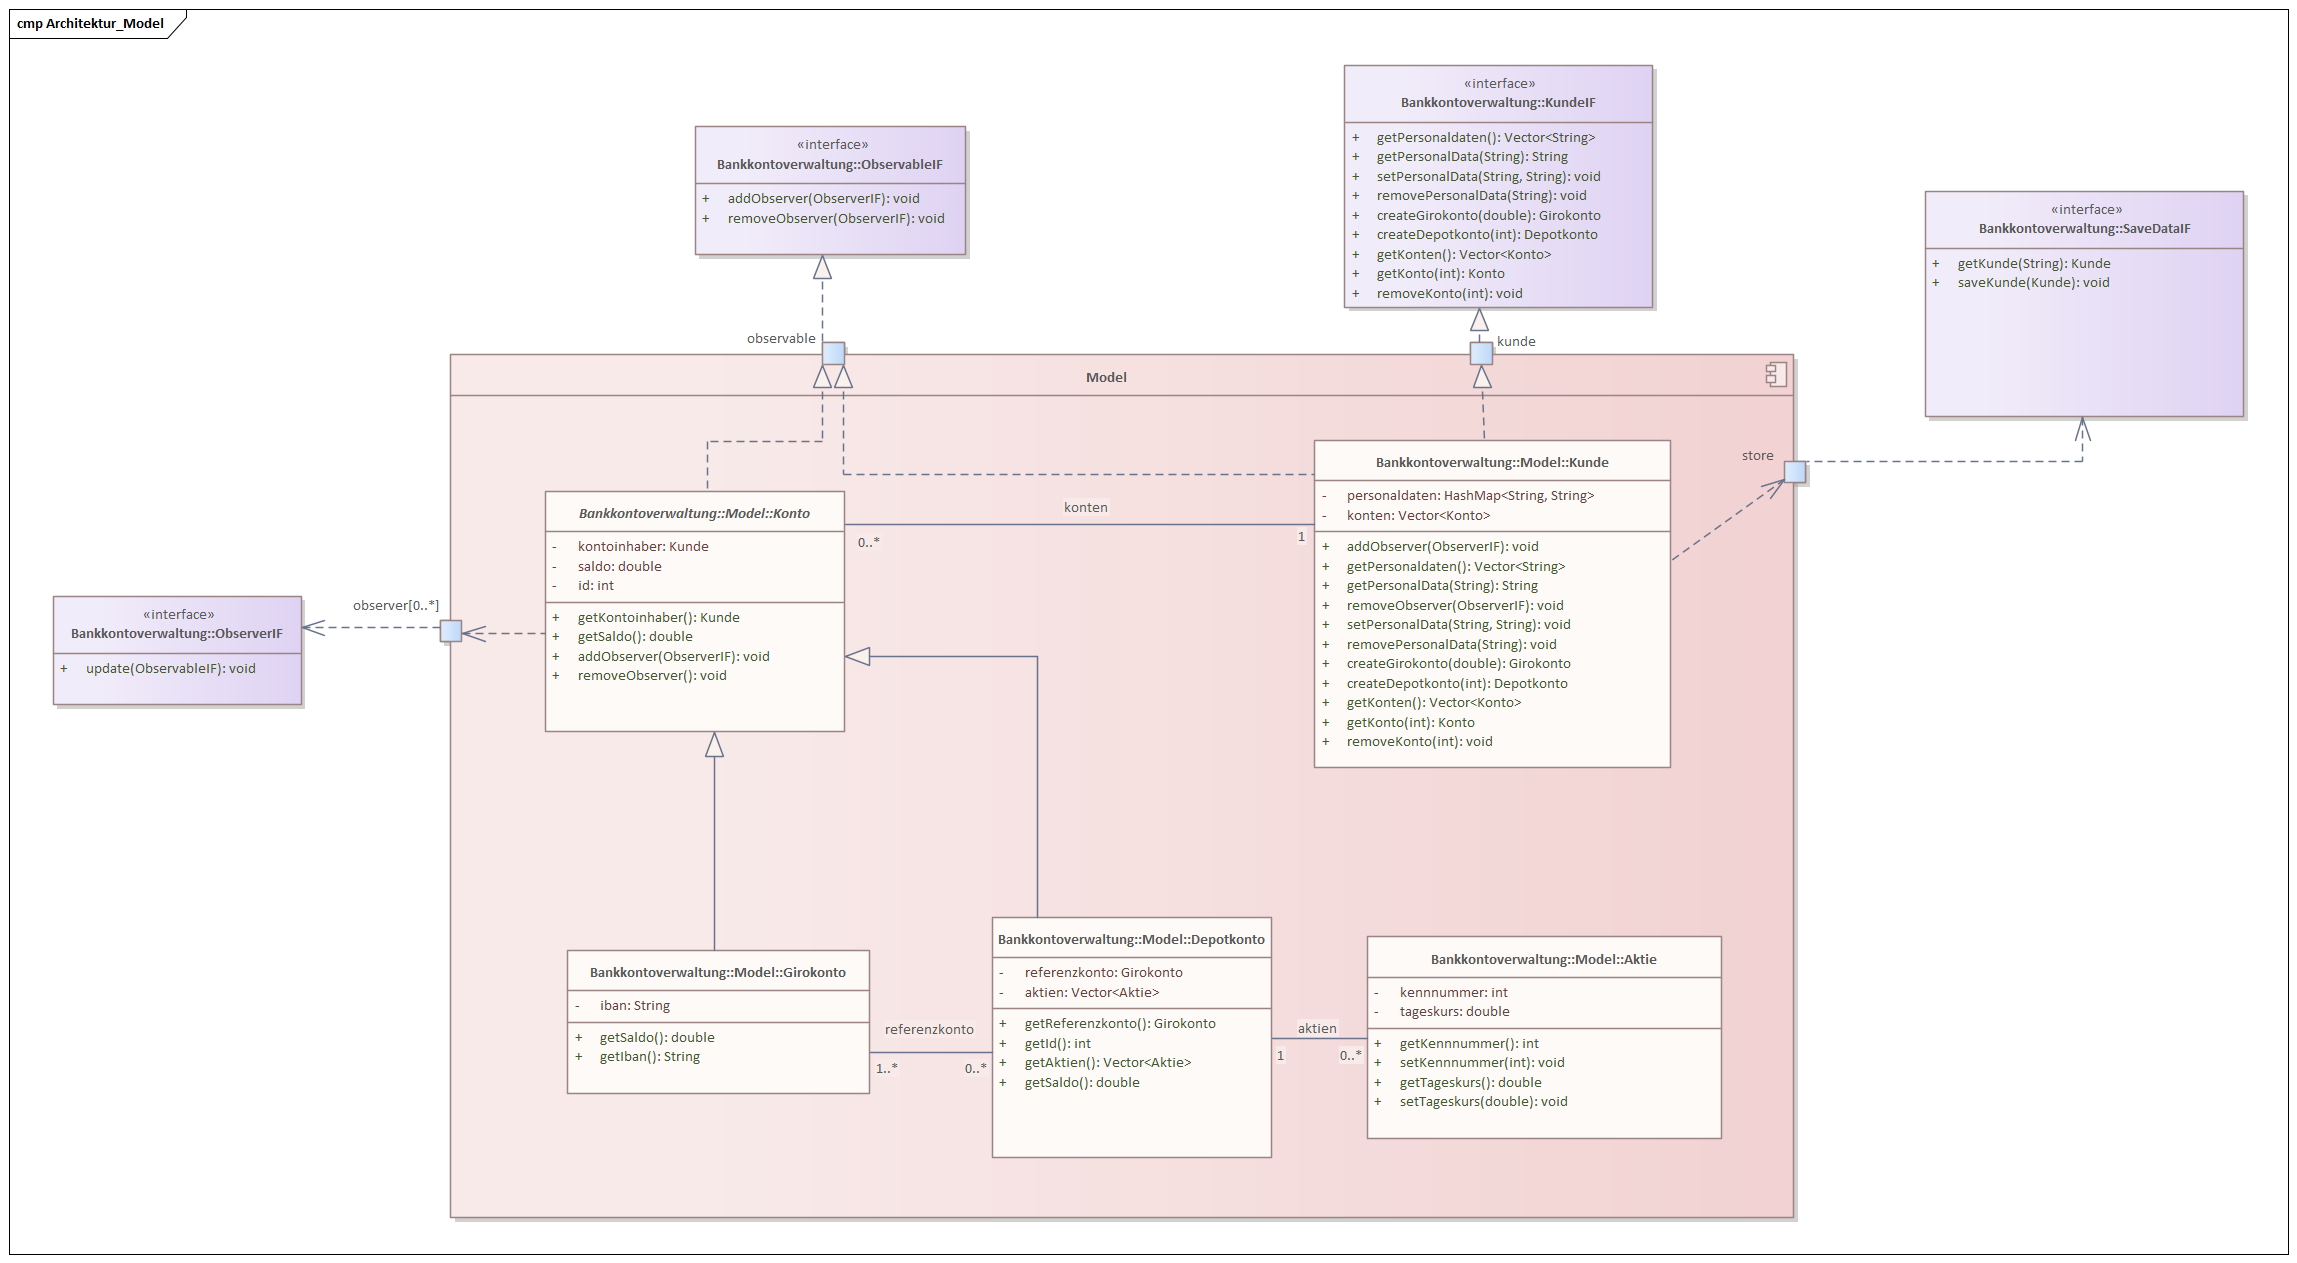 cmp Architektur_Model
«interface»
Bankkontoverwaltung::KundeIF
+ getPersonaldaten(): Vector<String>
+ getPersonalData(String): String
+ setPersonalData(String, String): void
+ removePersonalData(String): void
+ createGirokonto(double): Girokonto
+ createDepotkonto(int): Depotkonto
+ getKonten(): Vector<Konto>
+ getKonto(int): Konto
+ removeKonto(int): void
«interface»
Bankkontoverwaltung::ObservableIF
+ addObserver(ObserverIF): void
+ removeObserver(ObserverIF): void
«interface»
Bankkontoverwaltung::SaveDataIF
+ getKunde(String): Kunde
+ saveKunde(Kunde): void
observable
kunde
Model
store
Bankkontoverwaltung::Model::Kunde
- personaldaten: HashMap<String, String>
- konten: Vector<Konto>
+ addObserver(ObserverIF): void
+ getPersonaldaten(): Vector<String>
+ getPersonalData(String): String
+ removeObserver(ObserverIF): void
+ setPersonalData(String, String): void
+ removePersonalData(String): void
+ createGirokonto(double): Girokonto
+ createDepotkonto(int): Depotkonto
+ getKonten(): Vector<Konto>
+ getKonto(int): Konto
+ removeKonto(int): void
konten
0..*
1
Bankkontoverwaltung::Model::Konto
- kontoinhaber: Kunde
- saldo: double
- id: int
+ getKontoinhaber(): Kunde
+ getSaldo(): double
+ addObserver(ObserverIF): void
+ removeObserver(): void
observer[0..*]
«interface»
Bankkontoverwaltung::ObserverIF
+ update(ObservableIF): void
Bankkontoverwaltung::Model::Girokonto
- iban: String
+ getSaldo(): double
+ getIban(): String
referenzkonto
1..*
0..*
Bankkontoverwaltung::Model::Depotkonto
- referenzkonto: Girokonto
- aktien: Vector<Aktie>
+ getReferenzkonto(): Girokonto
+ getId(): int
+ getAktien(): Vector<Aktie>
+ getSaldo(): double
aktien
1
0..*
Bankkontoverwaltung::Model::Aktie
- kennnummer: int
- tageskurs: double
+ getKennnummer(): int
+ setKennnummer(int): void
+ getTageskurs(): double
+ setTageskurs(double): void